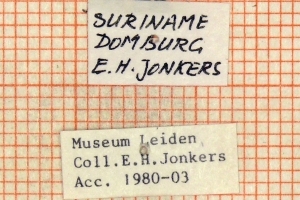 SURINAME
DOMBURG
E.H. JONKERS
Museum Leiden
Coll.E.H.Jonkers
Acc. 1980-03